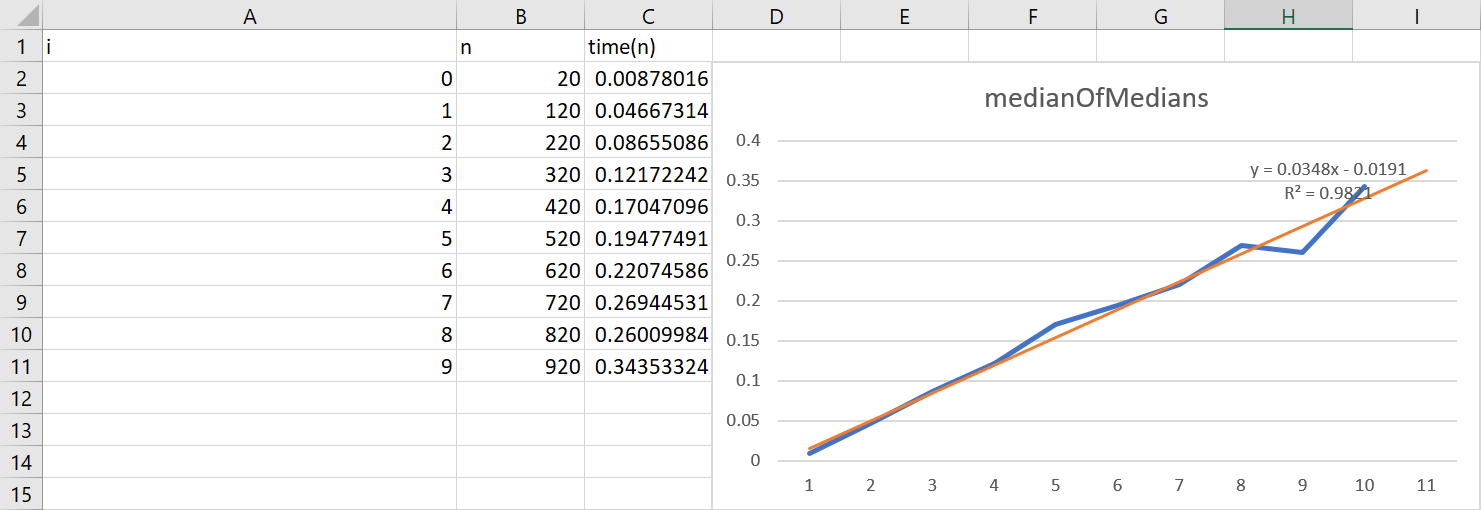 A B C D E F G H I
1 i n time(n)
2 0 20 0.00878016
3 1 120 0.04667314
4 2 220 0.08655086
5 3 320 0.12172242
6 4 420 0.17047096
7 5 520 0.19477491
8 6 620 0.22074586
9 7 720 0.26944531
10 8 820 0.26009984
11 9 920 0.34353324
12
13
14
15
medianOfMedians
0.4
0.35
0.3
0.25
0.2
0.15
0.1
0.05
0
y = 0.0348x - 0.0191
R² = 0.9821
1 2 3 4 5 6 7 8 9 10 11